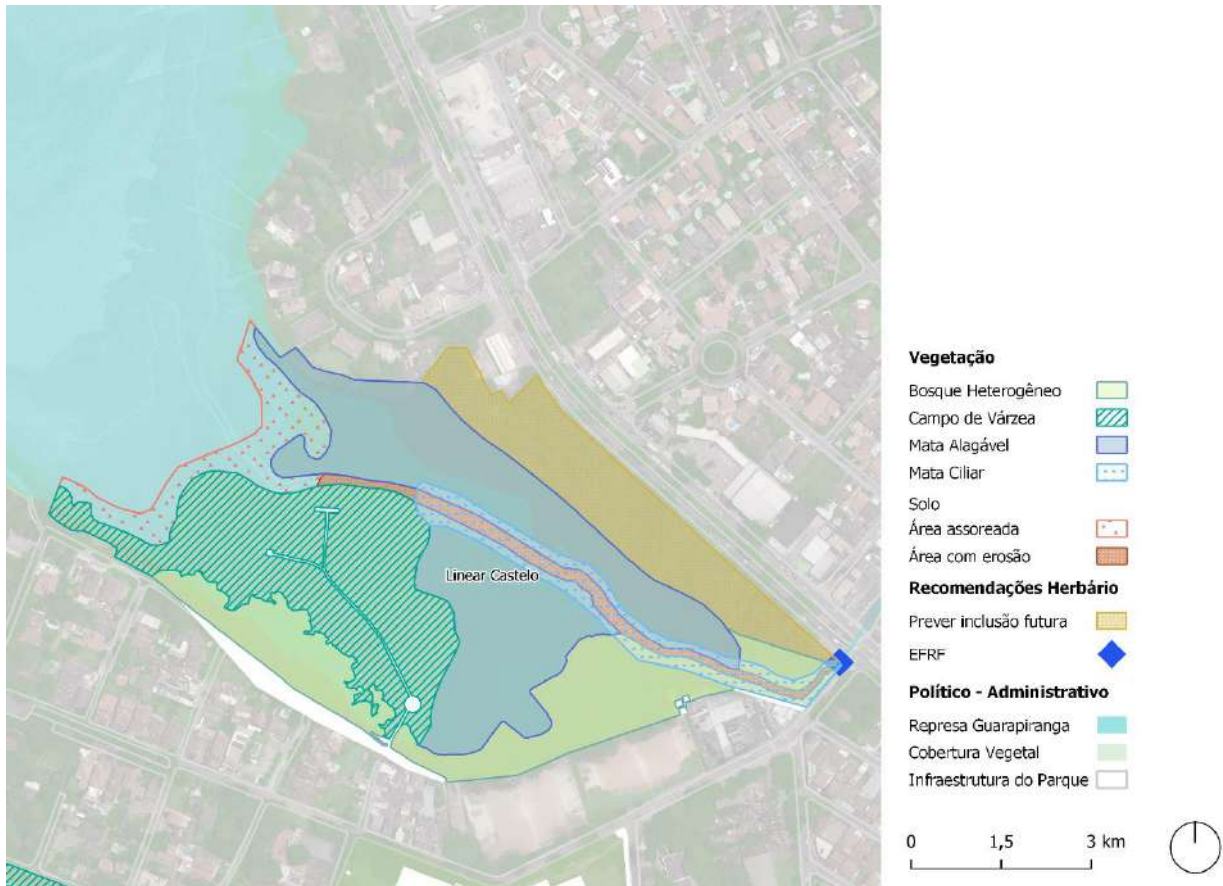 Linear Castelo
Vegetação
Bosque Heterogêneo
Campo de Várzea
Mata Alagável
Mata Ciliar
Solo
Área assoreada
Área com erosão
Recomendações Herbário
Prever inclusão futura
EFRF
Político - Administrativo
Represa Guarapiranga
Cobertura Vegetal
Infraestrutura do Parque
0 1,5 3 km